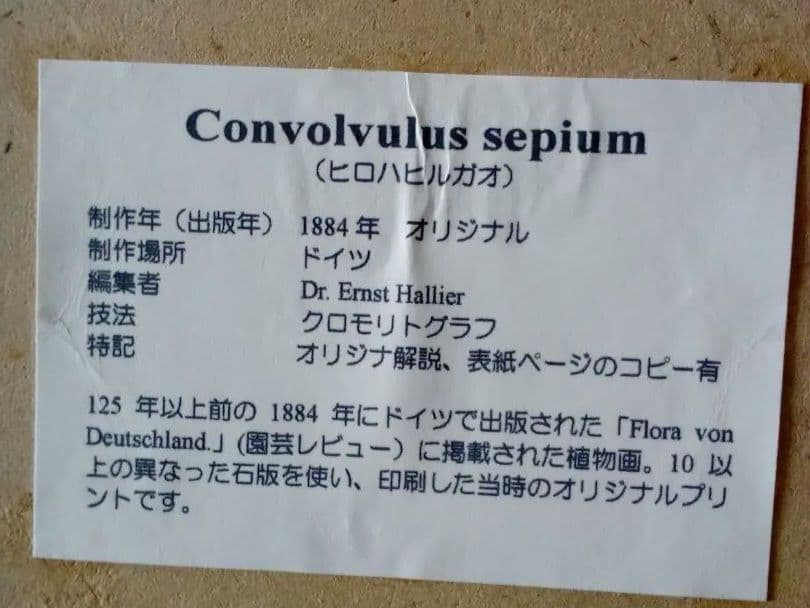 Convolvulus sepium
（ヒロハヒルガオ）
制作年（出版年） 1884 年 オリジナル
制作場所 ドイツ
編集者 Dr. Ernst Hallier
技法 クロモリトグラフ
特記 オリジナ解説、表紙ページのコピー有
125 年以上前の 1884 年にドイツで出版された「Flora von
Deutschland.」(園芸レビュー）に掲載された植物画。10 以
上の異なった石版を使い、印刷した当時のオリジナルプリ
ントです。